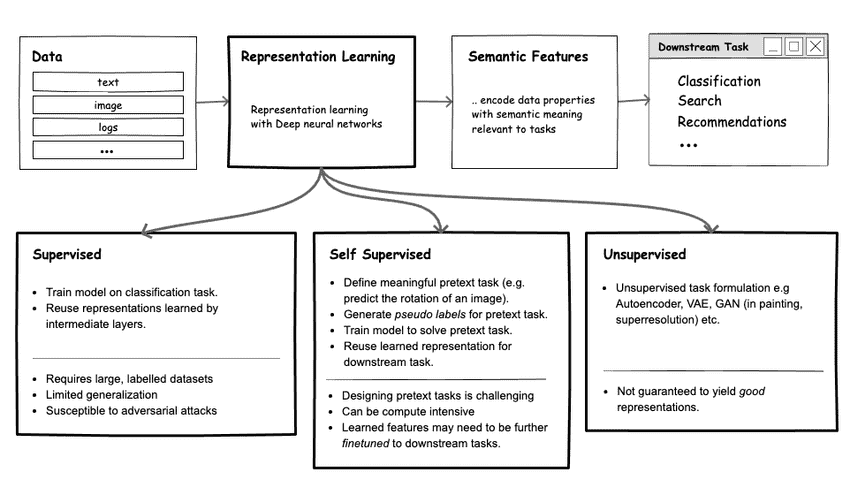 Data
text
image
logs
...
Representation Learning
Representation learning
with Deep neural networks
Semantic Features
.. encode data properties
with semantic meaning
relevant to tasks
Downstream Task
Classification
Search
Recommendations
...
Supervised
• Train model on classification task.
• Reuse representations learned by
intermediate layers.
• Requires large, labelled datasets
• Limited generalization
• Susceptible to adversarial attacks
Self Supervised
• Define meaningful pretext task (e.g.
predict the rotation of an image).
• Generate pseudo labels for pretext task.
• Train model to solve pretext task.
• Reuse learned representation for
downstream task.
• Designing pretext tasks is challenging
• Can be compute intensive
• Learned features may need to be further
finetuned to downstream tasks.
Unsupervised
• Unsupervised task formulation e.g
Autoencoder, VAE, GAN (in painting,
superresolution) etc.
• Not guaranteed to yield good
representations.